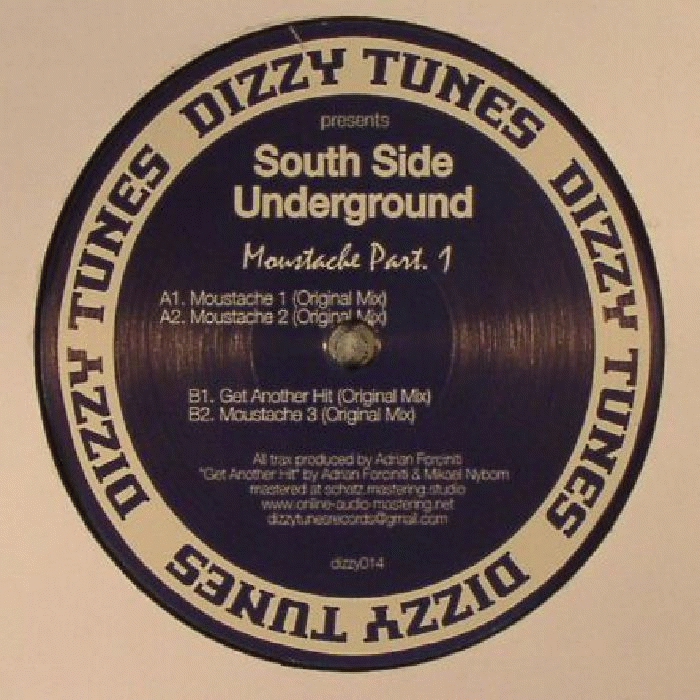 DIZZY TUNES
DIZZY TUNES
DIZZY TUNES
DIZZY TUNES
presents
South Side
Underground
Moustache Part. 1
A1. Moustache 1 (Original Mix)
A2. Moustache 2 (Original Mix)
B1. Get Another Hit (Original Mix)
B2. Moustache 3 (Original Mix)
All trax produced by Adrian Forciniti
"Get Another Hit" by Adrian Forciniti & Mikael Nybom
mastered at schatz.mastering.studio
www.online-audio-mastering.net
dizzytunesrecords@gmail.com
dizzy014